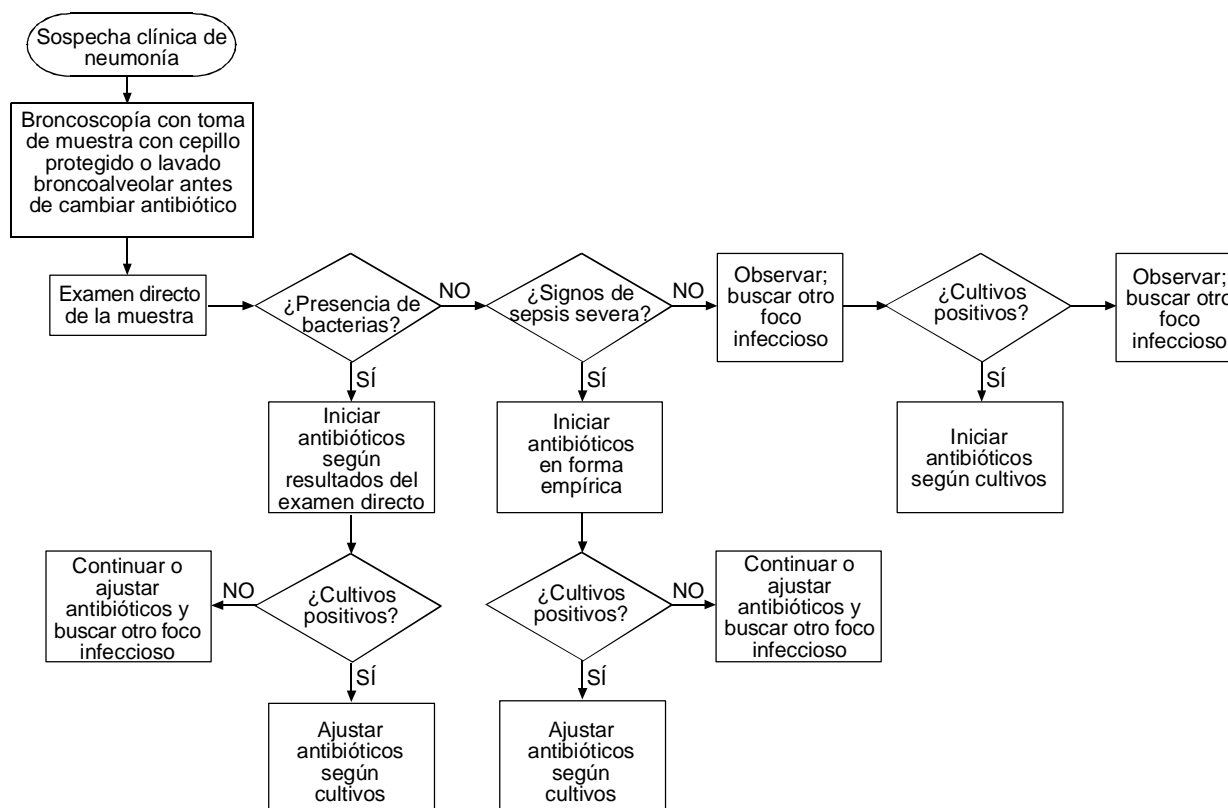 Sospecha clínica de
neumonía
Broncoscopía con toma
de muestra con cepillo
protegido o lavado
broncoalveolar antes
de cambiar antibiótico
Examen directo
de la muestra
¿Presencia de
bacterias?
NO
¿Signos de
sepsis severa?
NO
Observar;
buscar otro
foco
infeccioso
¿Cultivos
positivos?
Observar;
buscar otro
foco
infeccioso
SÍ
SÍ
SÍ
Iniciar
antibióticos
según
resultados del
examen directo
Iniciar
antibióticos
en forma
empírica
Iniciar
antibióticos
según cultivos
Continuar o
ajustar
antibióticos y
buscar otro foco
infeccioso
NO
¿Cultivos
positivos?
¿Cultivos
positivos?
NO
Continuar o
ajustar
antibióticos y
buscar otro foco
infeccioso
SÍ
SÍ
Ajustar
antibióticos
según
cultivos
Ajustar
antibióticos
según
cultivos